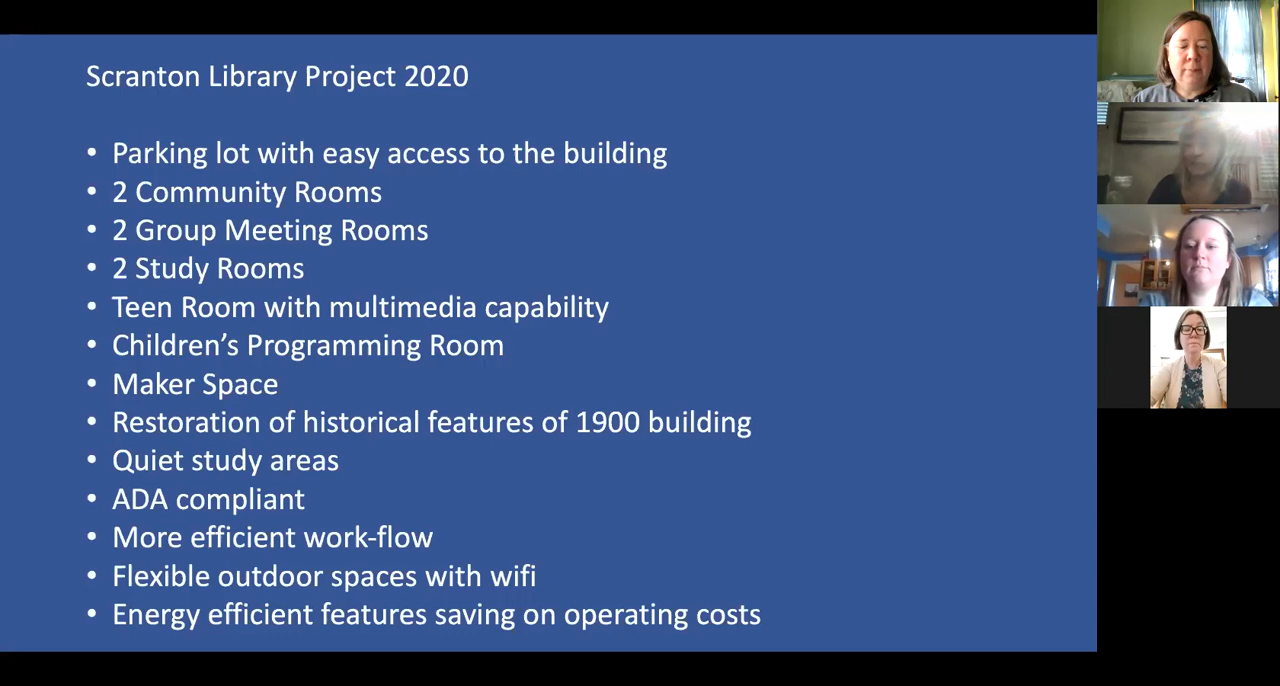 Scranton Library Project 2020
• Parking lot with easy access to the building
• 2 Community Rooms
• 2 Group Meeting Rooms
• 2 Study Rooms
• Teen Room with multimedia capability
• Children’s Programming Room
• Maker Space
• Restoration of historical features of 1900 building
• Quiet study areas
• ADA compliant
• More efficient work-flow
• Flexible outdoor spaces with wifi
• Energy efficient features saving on operating costs